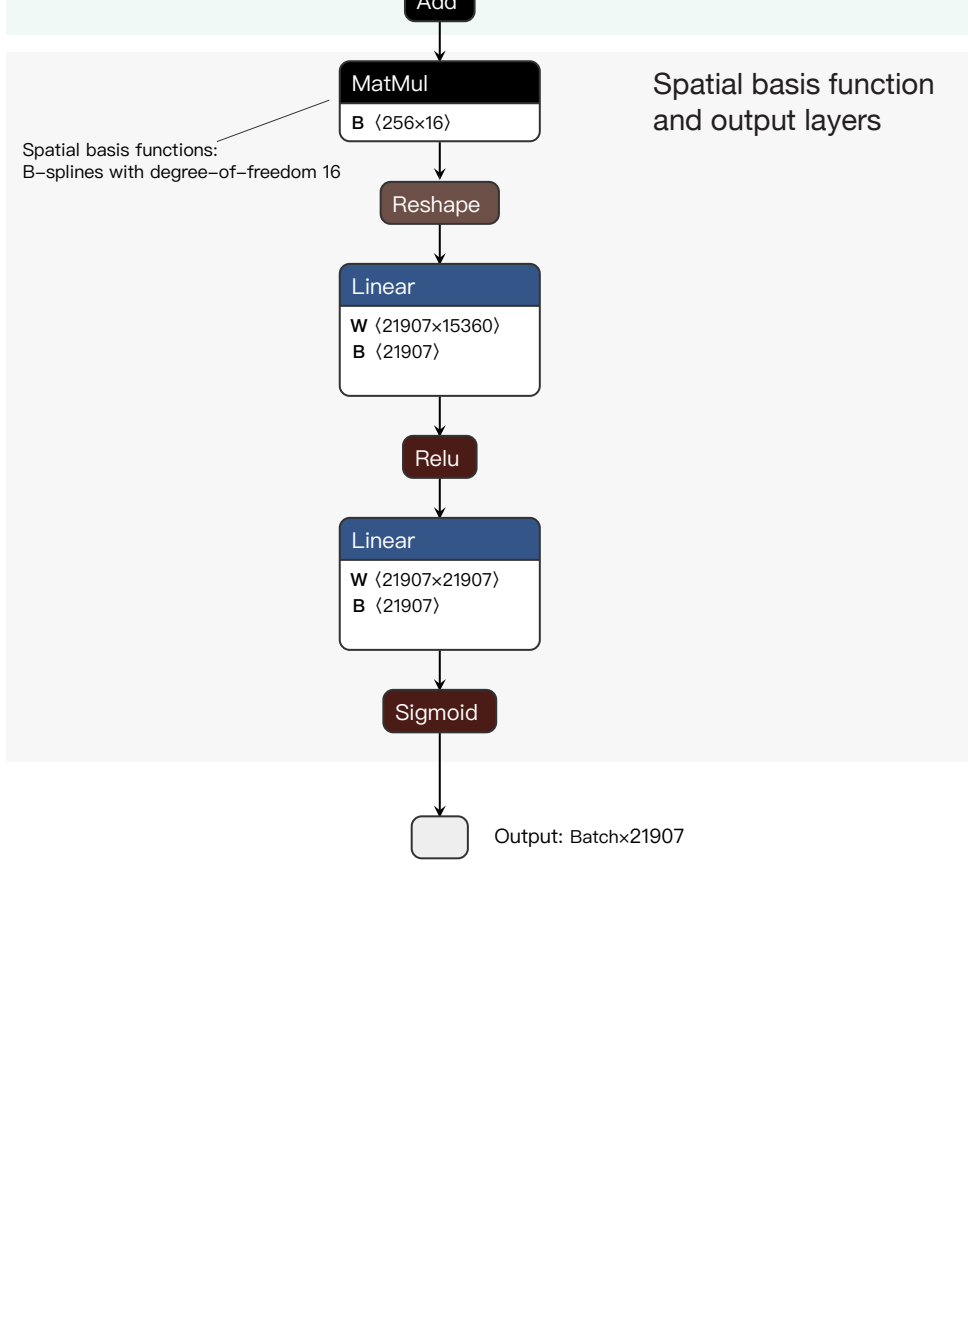 Add
MatMul
B ⟨256×16⟩
Spatial basis function
and output layers
Spatial basis functions:
B–splines with degree–of–freedom 16
Reshape
Linear
W ⟨21907×15360⟩
B ⟨21907⟩
Relu
Linear
W ⟨21907×21907⟩
B ⟨21907⟩
Sigmoid
Output: Batch×21907